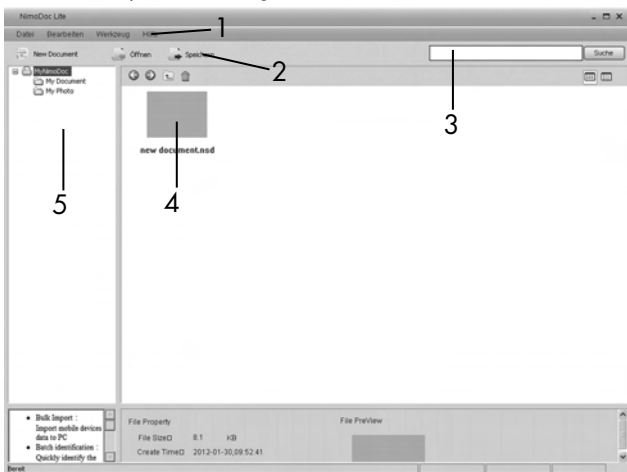 NimoDoc Lite
Datei Bearbeiten Werkzeug Hilfe 1
New Document Öffnen Speichern Suche
2
3
MyNimoDoc
My Document
My Photo
new document.nsd
4
5
• Bulk Import :
Import mobile devices
data to PC
• Batch identification :
Quickly identify the
File Property
File Size□ 8.1 KB
Create Time□ 2012-01-30,09:52:41
File PreView
Bereit